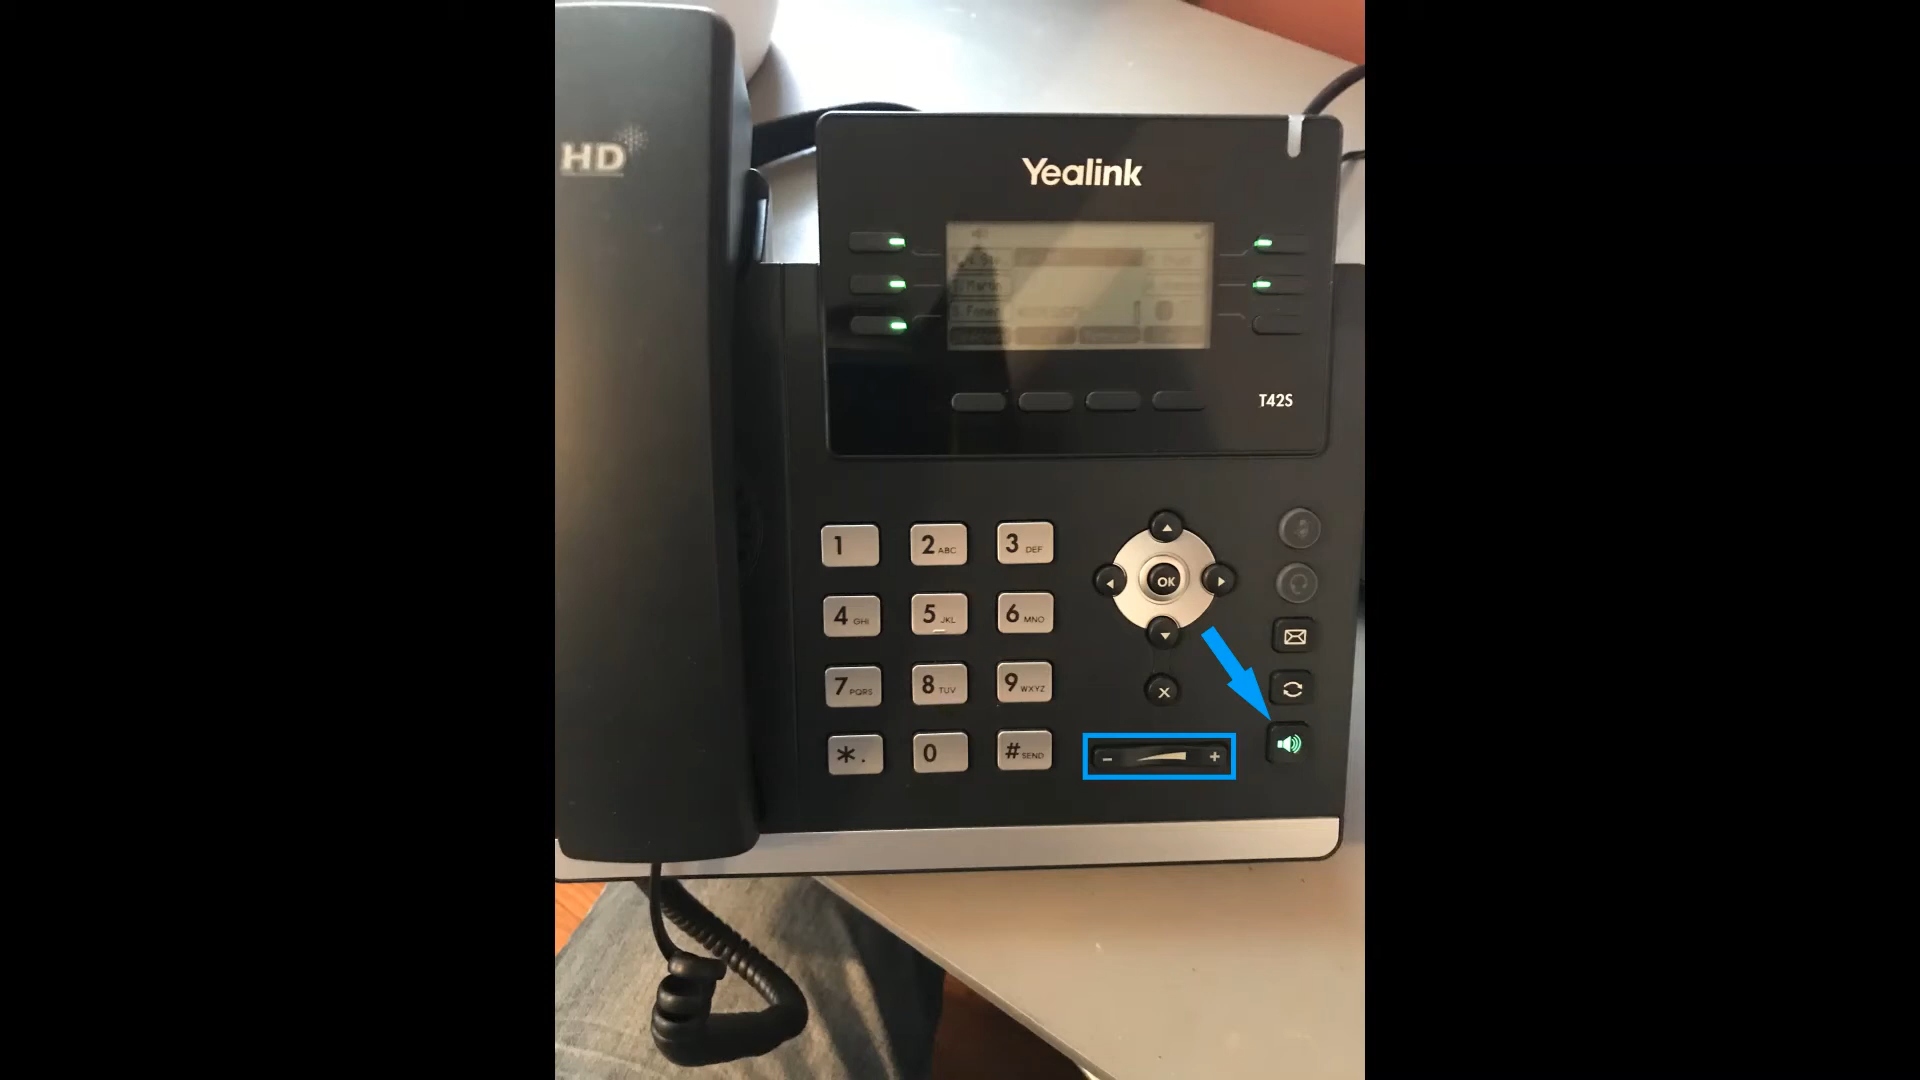 HD
Yealink
T42S
1
2 ABC
3 DEF
4 GHI
5 JKL
6 MNO
7 PQRS
8 TUV
9 WXYZ
*.
0
# SEND
OK
X
- +